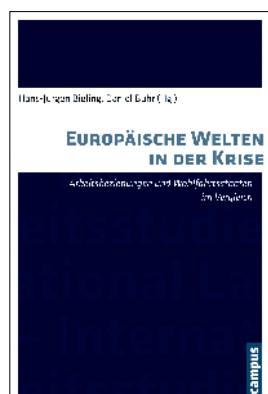 Hans-Jürgen Bieling, Daniel Buhr (Hg.)
EUROPÄISCHE WELTEN
IN DER KRISE
Arbeitsbeziehungen und Wohlfahrtsstaaten
im Vergleich
campus